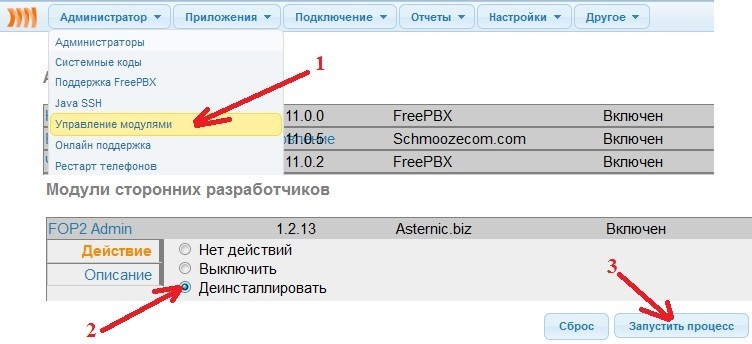 Администратор Приложения Подключение Отчеты Настройки Другое
Администраторы
Системные коды
Поддержка FreePBX
Java SSH
Управление модулями
Онлайн поддержка
Рестарт телефонов
1
11.0.0 FreePBX Включен
11.0.5 Schmoozecom.com Включен
11.0.2 FreePBX Включен
Модули сторонних разработчиков
FOP2 Admin 1.2.13 Asternic.biz Включен
Действие Нет действий
Выключить
Описание
Деинсталлировать
2
3
Сброс Запустить процесс